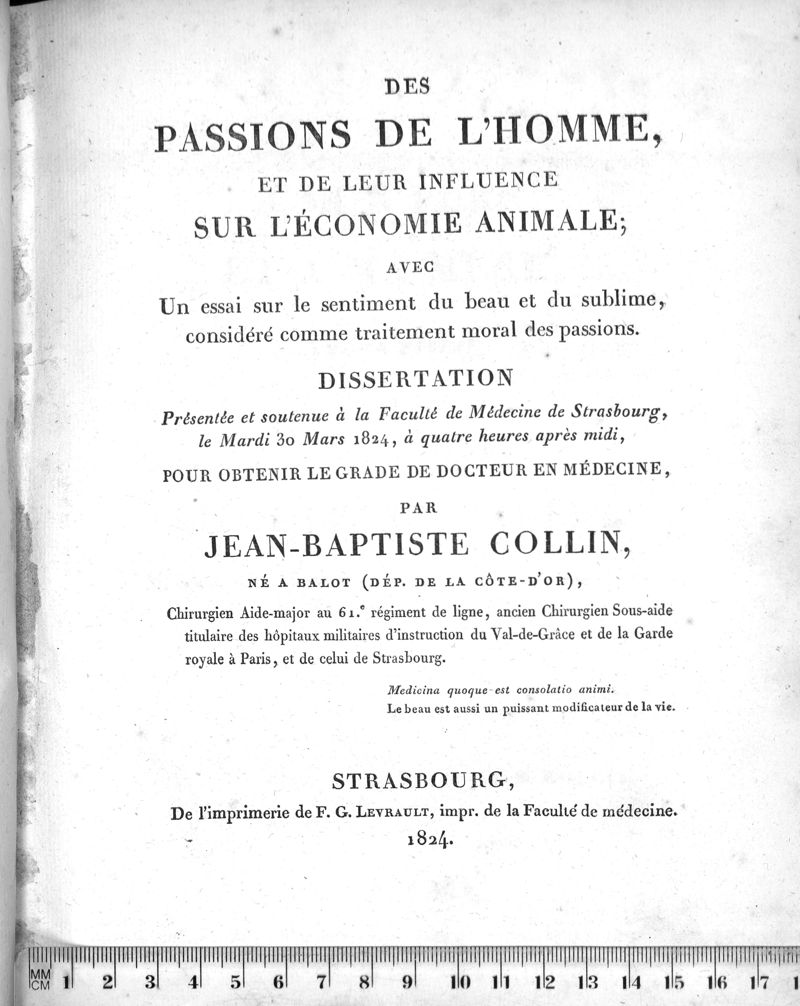 DES
PASSIONS DE L'HOMME,
ET DE LEUR INFLUENCE
SUR L'ÉCONOMIE ANIMALE;
AVEC
Un essai sur le sentiment du beau et du sublime,
considéré comme traitement moral des passions.
DISSERTATION
Présentée et soutenue à la Faculté de Médecine de Strasbourg,
le Mardi 30 Mars 1824, à quatre heures après midi,
POUR OBTENIR LE GRADE DE DOCTEUR EN MÉDECINE,
PAR
JEAN-BAPTISTE COLLIN,
NÉ A BALOT (DÉP. DE LA CÔTE-D'OR),
Chirurgien Aide-major au 61.e régiment de ligne, ancien Chirurgien Sous-aide
titulaire des hôpitaux militaires d'instruction du Val-de-Grâce et de la Garde
royale à Paris, et de celui de Strasbourg.
Medicina quoque est consolatio animi.
Le beau est aussi un puissant modificateur de la vie.
STRASBOURG,
De l'imprimerie de F. G. LEVRAULT, impr. de la Faculté de médecine.
1824.
MM
CM 1 2 3 4 5 6 7 8 9 10 11 12 13 14 15 16 17